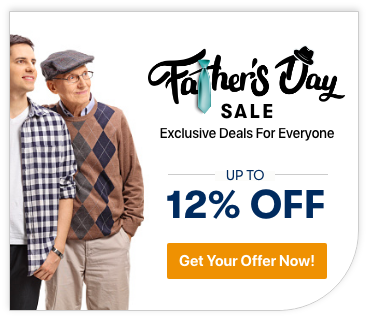 Father's Day
SALE
Exclusive Deals For Everyone
UP TO
12% OFF
Get Your Offer Now!